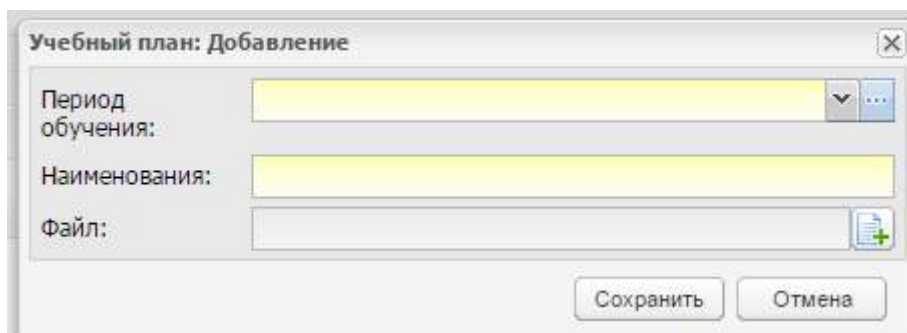 Учебный план: Добавление
Период
обучения:
Наименования:
Файл:
Сохранить
Отмена